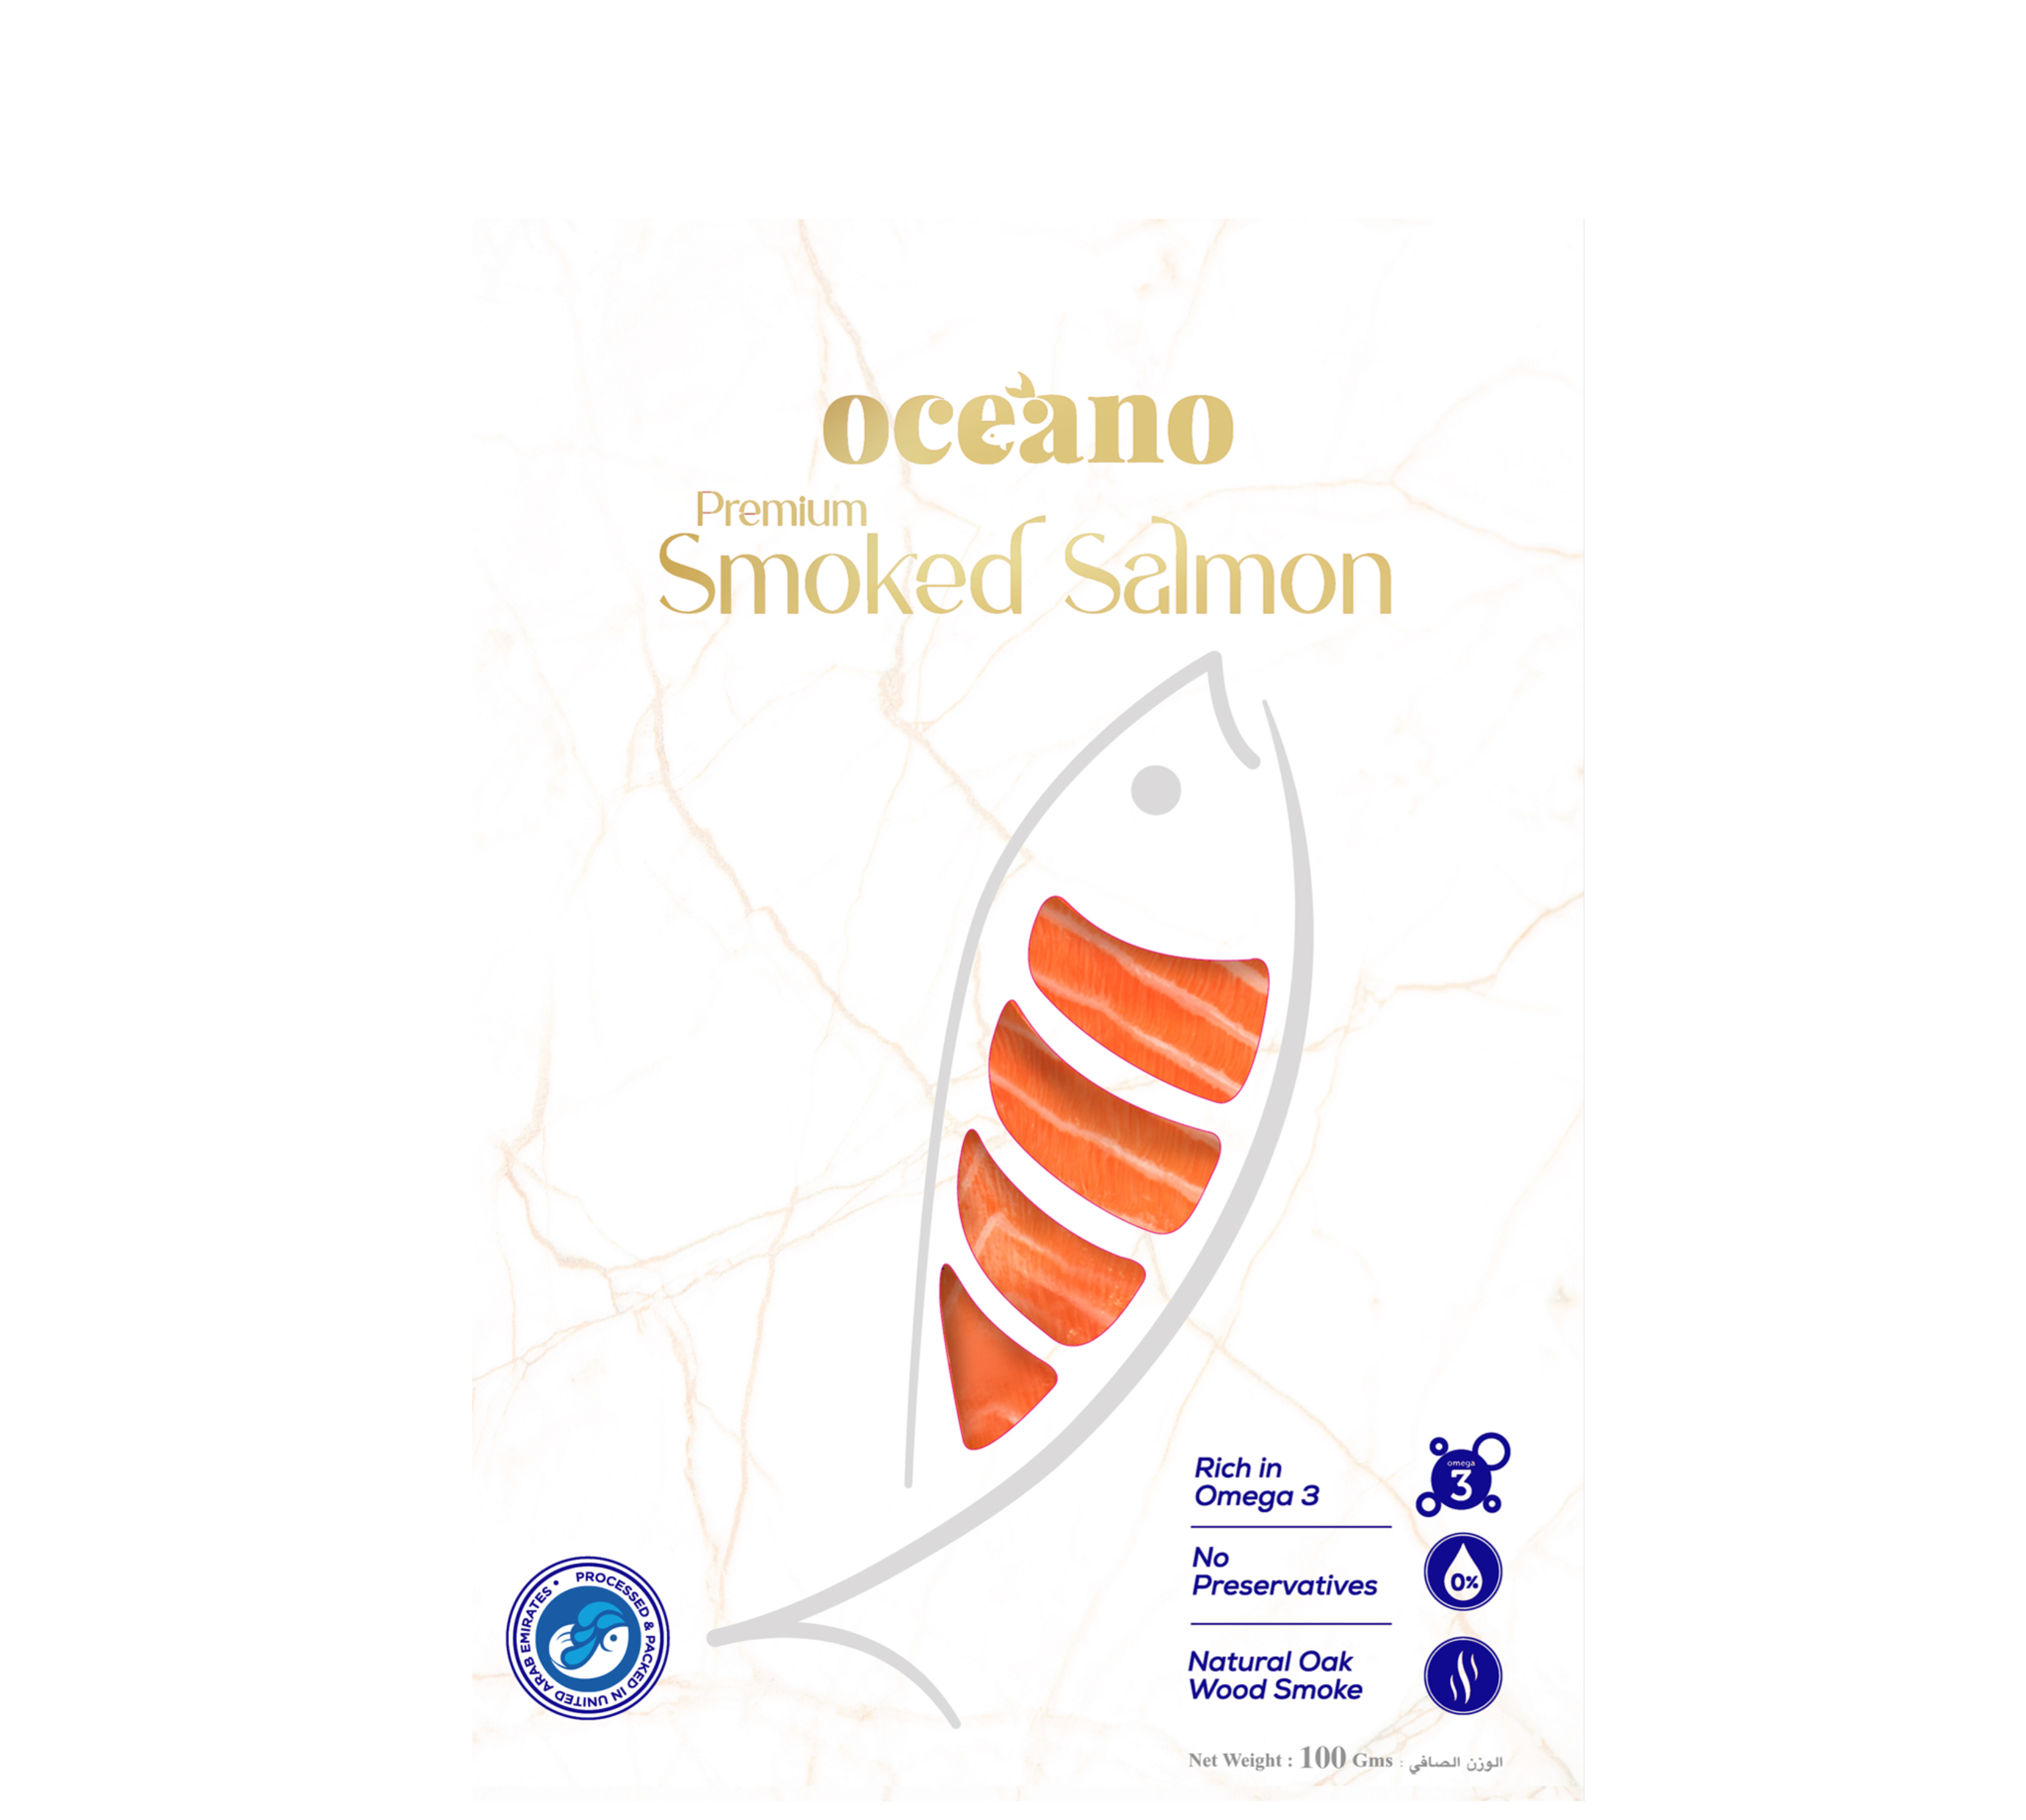 oceano
Premium
Smoked Salmon
Rich in
Omega 3
omega
3
No
Preservatives
0%
Natural Oak
Wood Smoke
PROCESSED & PACKED IN UNITED ARAB EMIRATES •
Net Weight : 100 Gms : الوزن الصافي